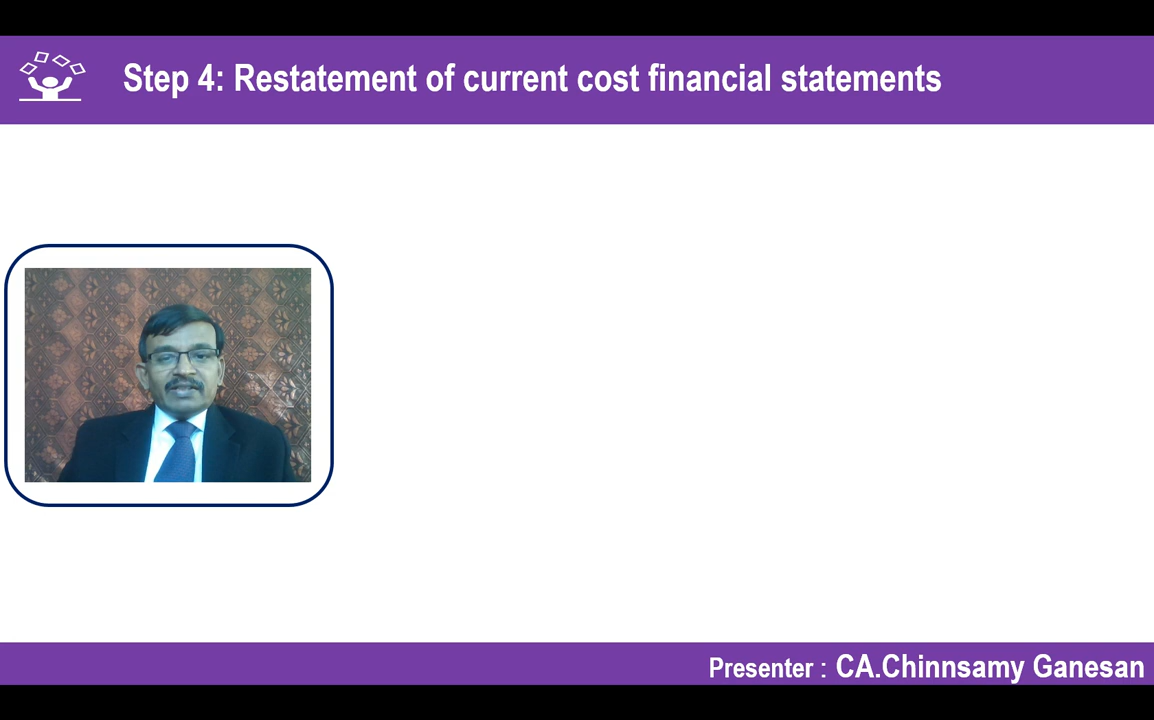 Step 4: Restatement of current cost financial statements
Presenter : CA.Chinnsamy Ganesan